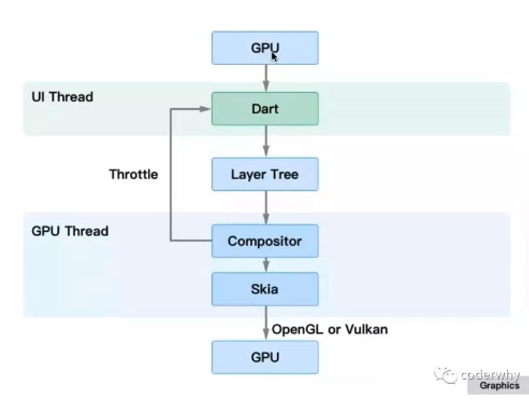 GPU
UI Thread
Dart
Throttle
Layer Tree
GPU Thread
Compositor
Skia
OpenGL or Vulkan
GPU
coderwhy
Graphics